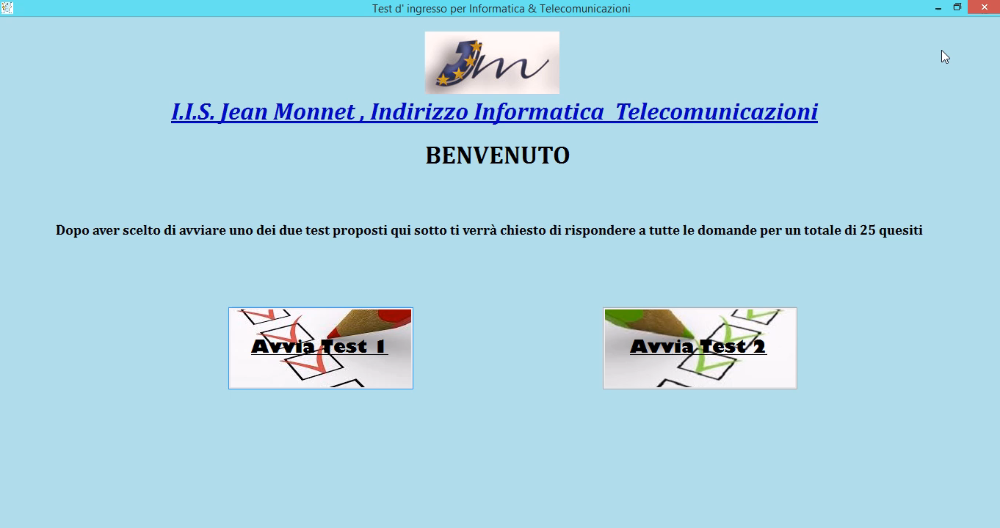 Test d' ingresso per Informatica & Telecomunicazioni
Jm
I.I.S. Jean Monnet , Indirizzo Informatica  Telecomunicazioni
BENVENUTO
Dopo aver scelto di avviare uno dei due test proposti qui sotto ti verrà chiesto di rispondere a tutte le domande per un totale di 25 quesiti
Avvia Test 1
Avvia Test 2